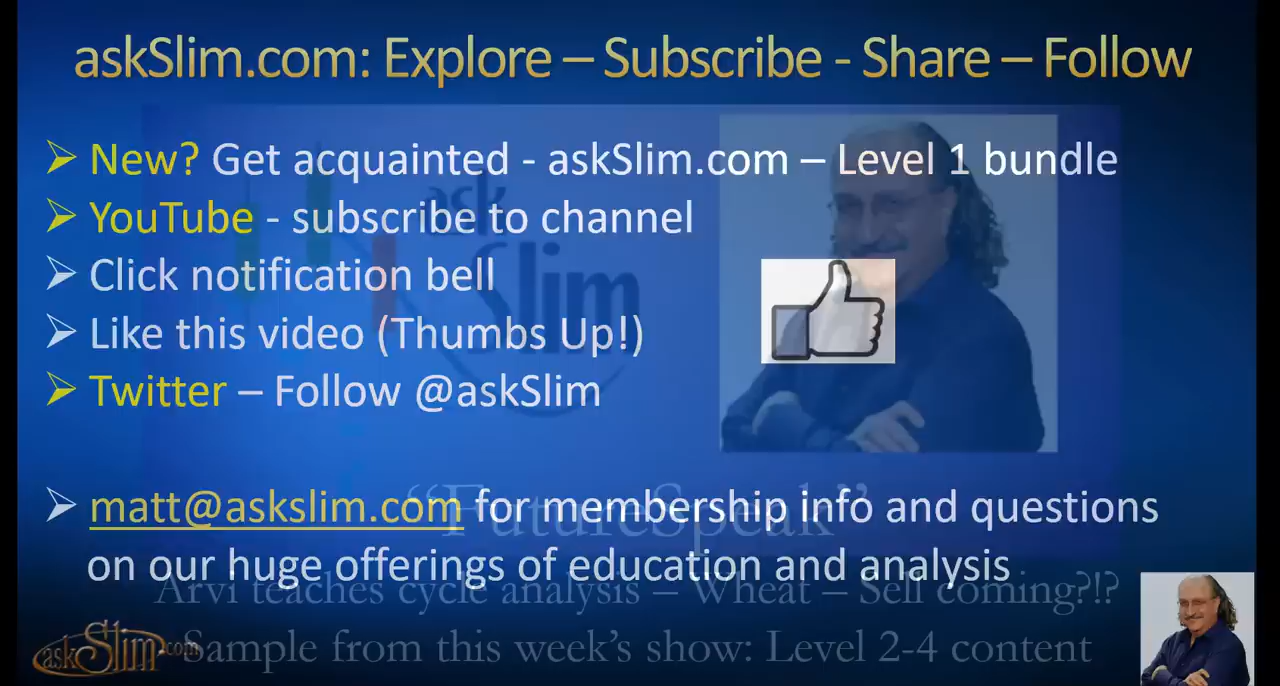 askSlim.com: Explore – Subscribe - Share – Follow
New? Get acquainted - askSlim.com – Level 1 bundle
YouTube - subscribe to channel
Click notification bell
Like this video (Thumbs Up!)
Twitter – Follow @askSlim
ask
Slim
matt@askslim.com for membership info and questions
on our huge offerings of education and analysis
“FutureSpeak”
Arvi teaches cycle analysis – Wheat – Sell coming?!?
Sample from this week’s show: Level 2-4 content
askSlim.com